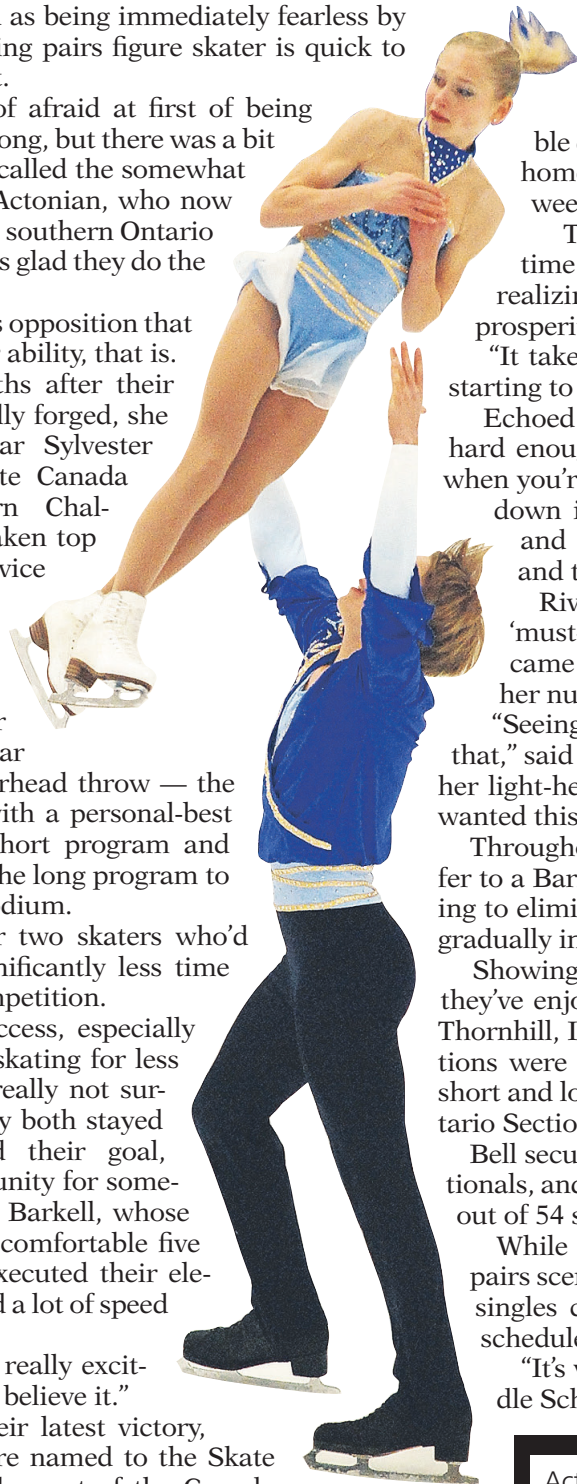 as being immediately fearless by
ing pairs figure skater is quick to
t.
of afraid at first of being
ong, but there was a bit
called the somewhat
Actonian, who now
southern Ontario
s glad they do the
s opposition that
ability, that is.
ths after their
lly forged, she
ar Sylvester
te Canada
rn Chal-
aken top
vice
r
ar
rhead throw — the
with a personal-best
hort program and
he long program to
dium.
r two skaters who’d
nificantly less time
npetition.
ccess, especially
skating for less
really not sur-
y both stayed
d their goal,
unity for some-
Barkell, whose
comfortable five
xecuted their ele-
d a lot of speed
really excit-
believe it.”
eir latest victory,
re named to the Skate
ble
home
wee
T
time
realizin
prosperi
“It take
starting to
Echoed
hard enou
when you’r
down i
and
and t
Riv
‘must-
came
her nu
“Seeing
that,” said
her light-he
wanted this
Througho
fer to a Bar
ing to elimi
gradually in
Showing
they’ve enjo
Thornhill, I
tions were
short and lo
tario Sectio
Bell secu
tionals, and
out of 54 s
While
pairs scen
singles c
schedule
“It’s v
dle Sch
Act